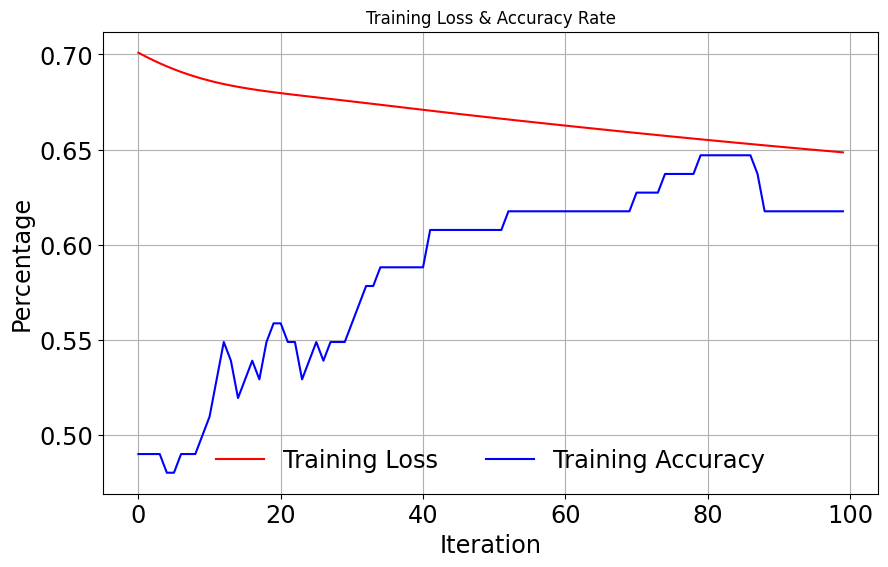 Training Loss & Accuracy Rate
0.70
0.65
0.60
0.55
0.50
Percentage
Training Loss Training Accuracy
0 20 40 60 80 100
Iteration